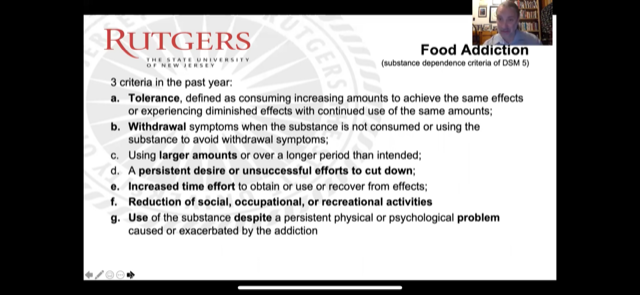 RUTGERS
THE STATE UNIVERSITY
OF NEW JERSEY
Food Addiction
(substance dependence criteria of DSM 5)
3 criteria in the past year:
a. Tolerance, defined as consuming increasing amounts to achieve the same effects
or experiencing diminished effects with continued use of the same amounts;
b. Withdrawal symptoms when the substance is not consumed or using the
substance to avoid withdrawal symptoms;
c. Using larger amounts or over a longer period than intended;
d. A persistent desire or unsuccessful efforts to cut down;
e. Increased time effort to obtain or use or recover from effects;
f. Reduction of social, occupational, or recreational activities
g. Use of the substance despite a persistent physical or psychological problem
caused or exacerbated by the addiction